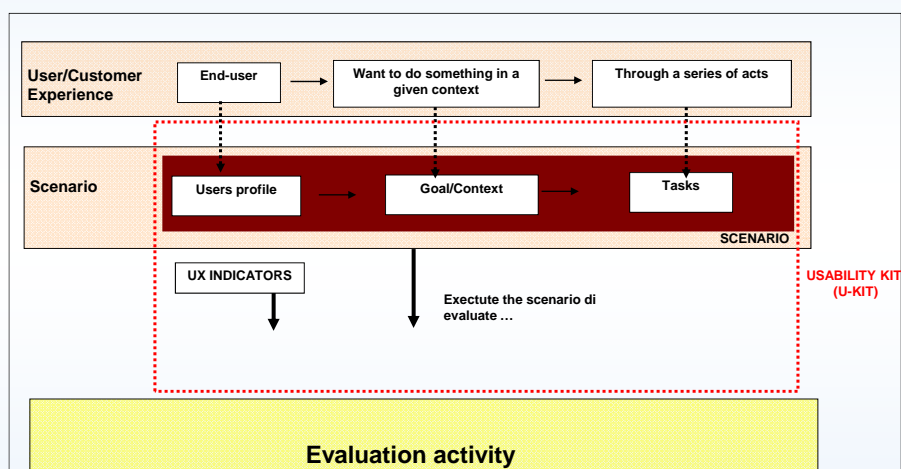 User/Customer
Experience
End-user
Want to do something in a
given context
Through a series of acts
Scenario
Users profile
Goal/Context
Tasks
SCENARIO
UX INDICATORS
Exectute the scenario di
evaluate …
USABILITY KIT
(U-KIT)
Evaluation activity